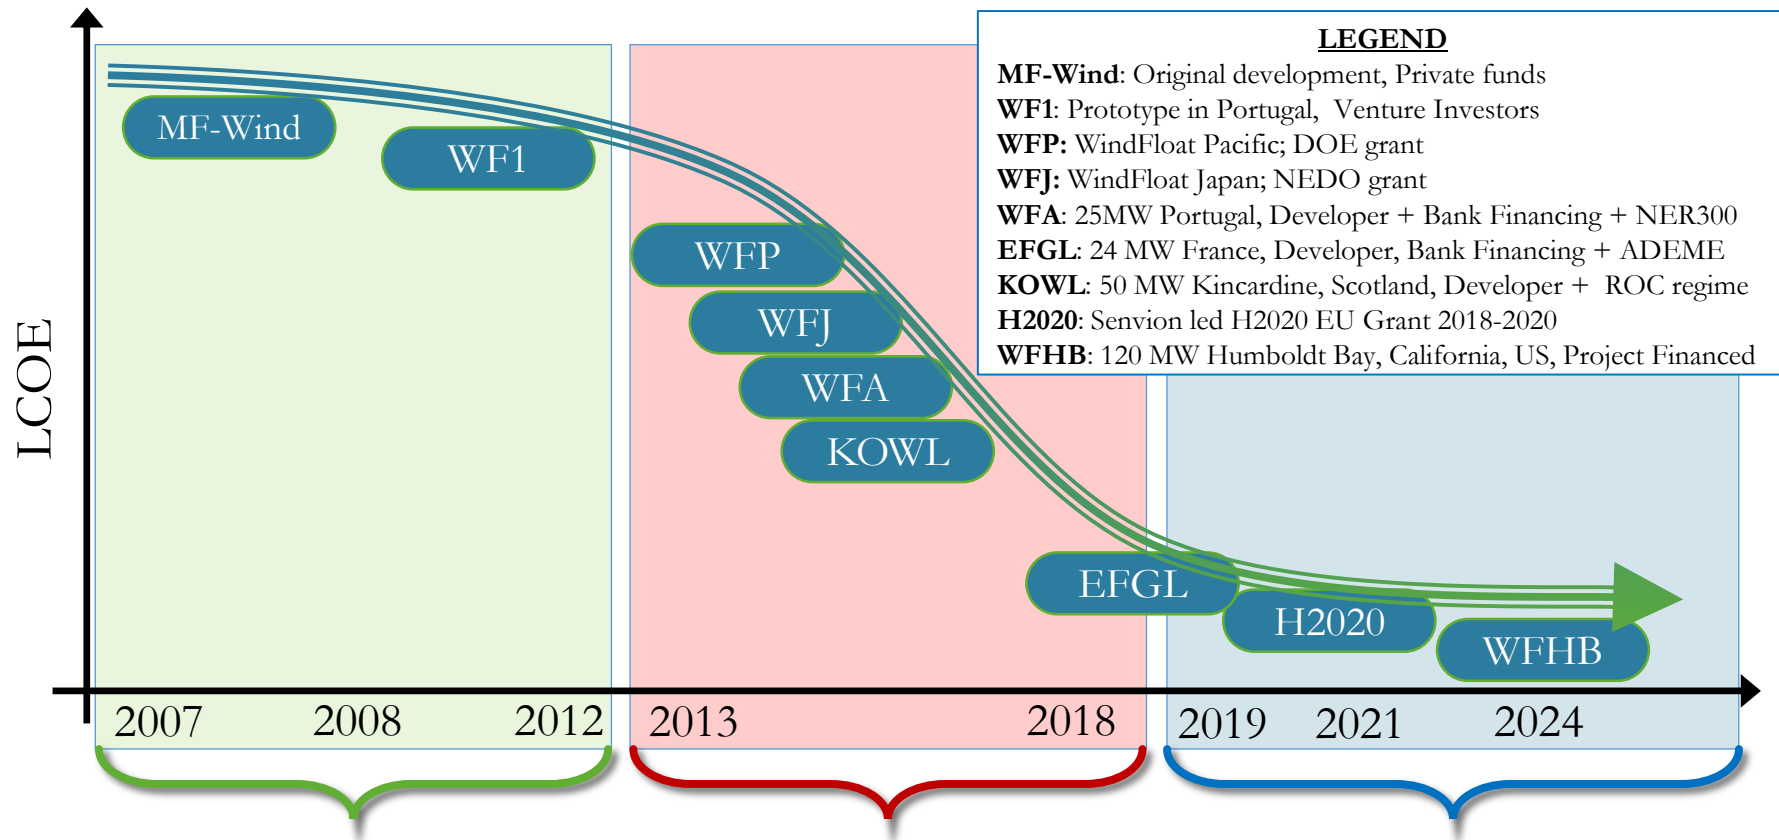 LEGEND
MF-Wind: Original development, Private funds
WF1: Prototype in Portugal, Venture Investors
WFP: WindFloat Pacific; DOE grant
WFJ: WindFloat Japan; NEDO grant
WFA: 25MW Portugal, Developer + Bank Financing + NER300
EFGL: 24 MW France, Developer, Bank Financing + ADEME
KOWL: 50 MW Kincardine, Scotland, Developer + ROC regime
H2020: Senvion led H2020 EU Grant 2018-2020
WFHB: 120 MW Humboldt Bay, California, US, Project Financed
MF-Wind
WF1
WFP
WFJ
WFA
KOWL
EFGL
H2020
WFHB
LCOE
2007 2008 2012 2013 2018 2019 2021 2024